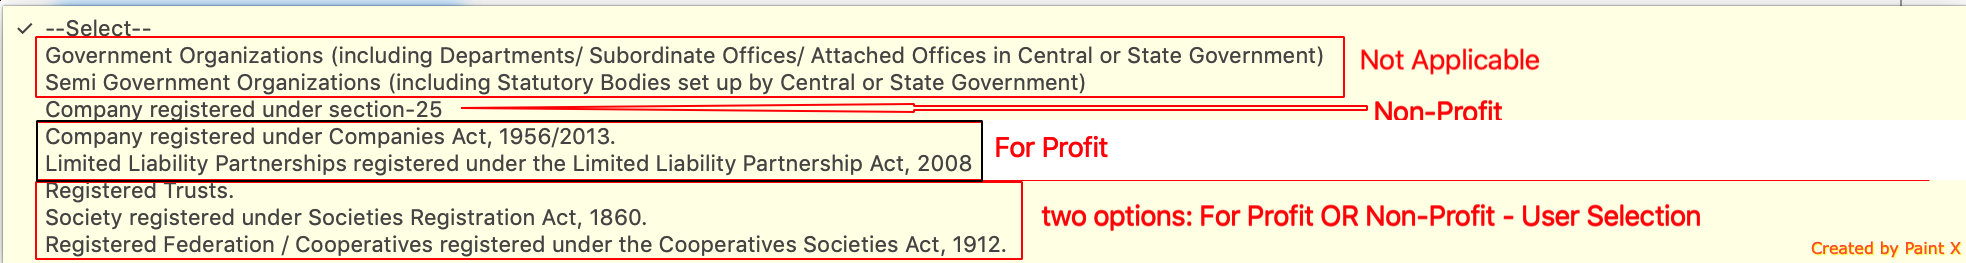 ✓ --Select--
Government Organizations (including Departments/ Subordinate Offices/ Attached Offices in Central or State Government)
Not Applicable
Semi Government Organizations (including Statutory Bodies set up by Central or State Government)
Company registered under section-25
Non-Profit
Company registered under Companies Act, 1956/2013.
For Profit
Limited Liability Partnerships registered under the Limited Liability Partnership Act, 2008
Registered Trusts.
Society registered under Societies Registration Act, 1860.
two options: For Profit OR Non-Profit - User Selection
Registered Federation / Cooperatives registered under the Cooperatives Societies Act, 1912.
Created by Paint X